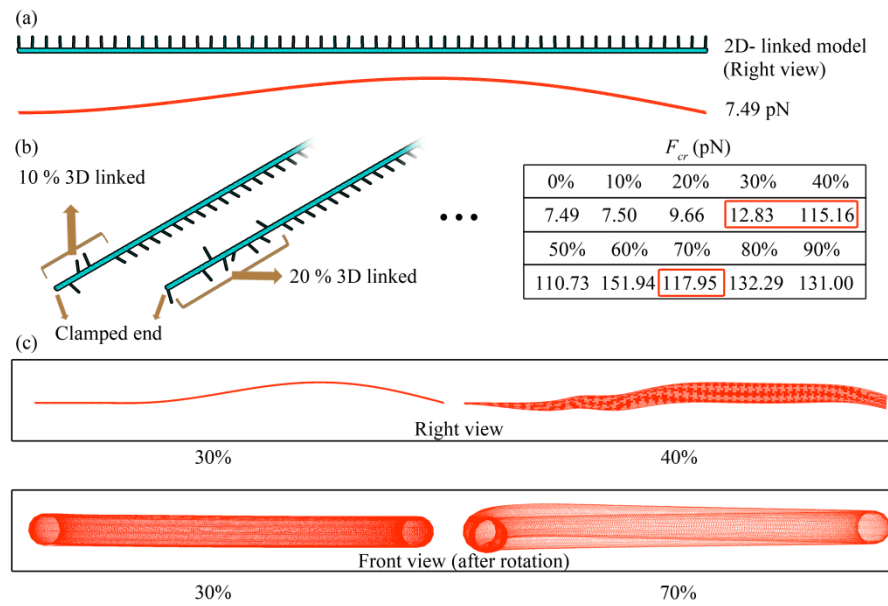 (a)
2D- linked model
(Right view)
7.49 pN
(b)
10 % 3D linked
20 % 3D linked
Clamped end
F_cr (pN)
0% 10% 20% 30% 40%
7.49 7.50 9.66 12.83 115.16
50% 60% 70% 80% 90%
110.73 151.94 117.95 132.29 131.00
(c)
Right view
30% 40%
Front view (after rotation)
30% 70%